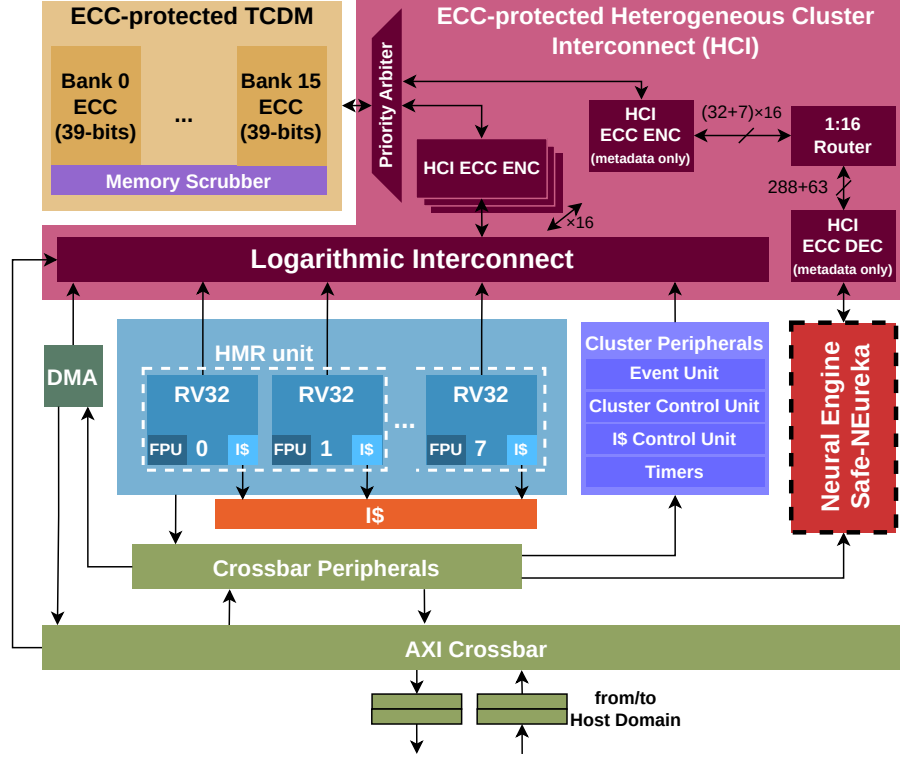 ECC-protected TCDM
Bank 0
ECC
(39-bits)
...
Bank 15
ECC
(39-bits)
Memory Scrubber
ECC-protected Heterogeneous Cluster
Interconnect (HCI)
Priority Arbiter
HCI ECC ENC
×16
HCI
ECC ENC
(metadata only)
(32+7)×16
1:16
Router
288+63
HCI
ECC DEC
(metadata only)
Logarithmic Interconnect
DMA
HMR unit
RV32
FPU 0 I$
RV32
FPU 1 I$
...
RV32
FPU 7 I$
I$
Cluster Peripherals
Event Unit
Cluster Control Unit
I$ Control Unit
Timers
Neural Engine
Safe-NEureka
Crossbar Peripherals
AXI Crossbar
from/to
Host Domain